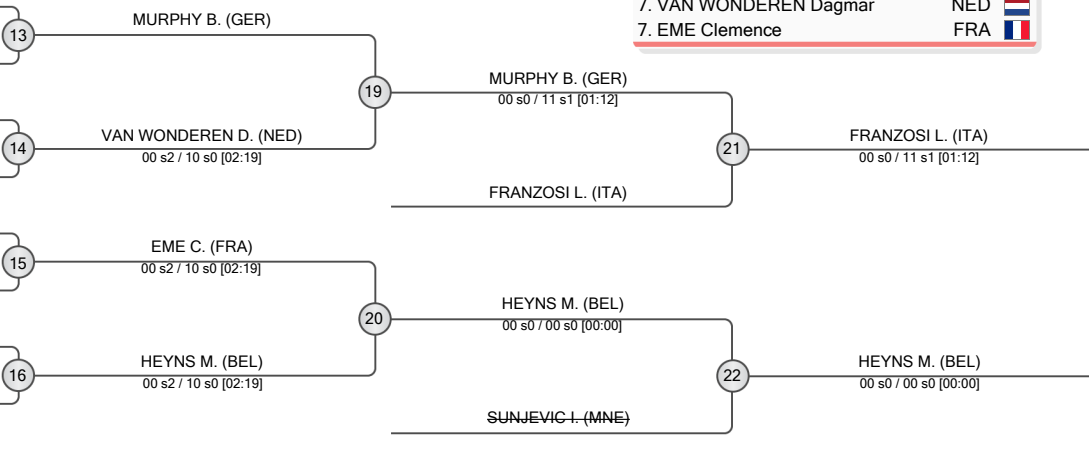 7. VAN WONDEREN Dagmar NED
7. EME Clemence FRA
MURPHY B. (GER)
13
19
MURPHY B. (GER)
00 s0 / 11 s1 [01:12]
VAN WONDEREN D. (NED)
14
00 s2 / 10 s0 [02:19]
21
FRANZOSI L. (ITA)
00 s0 / 11 s1 [01:12]
FRANZOSI L. (ITA)
EME C. (FRA)
15
00 s2 / 10 s0 [02:19]
20
HEYNS M. (BEL)
00 s0 / 00 s0 [00:00]
HEYNS M. (BEL)
16
00 s2 / 10 s0 [02:19]
22
HEYNS M. (BEL)
00 s0 / 00 s0 [00:00]
SUNJEVIC I. (MNE)